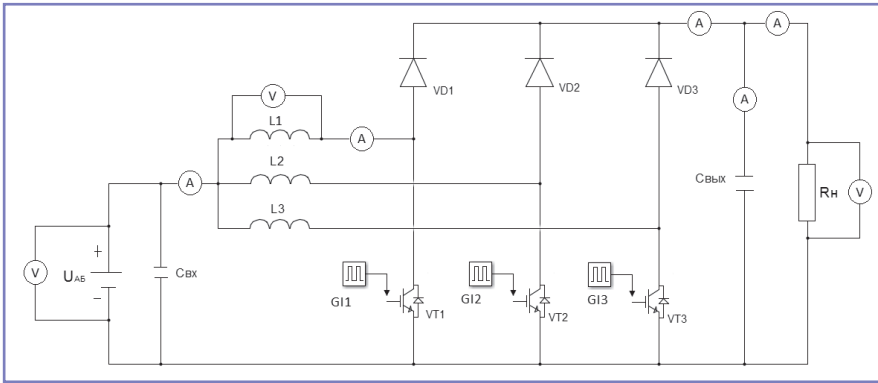 A
A
VD1
VD2
VD3
V
L1
A
A
L2
Cвых
Rн
V
A
L3
V
+
UАБ
−
Cвх
GI1
GI2
GI3
VT1
VT2
VT3